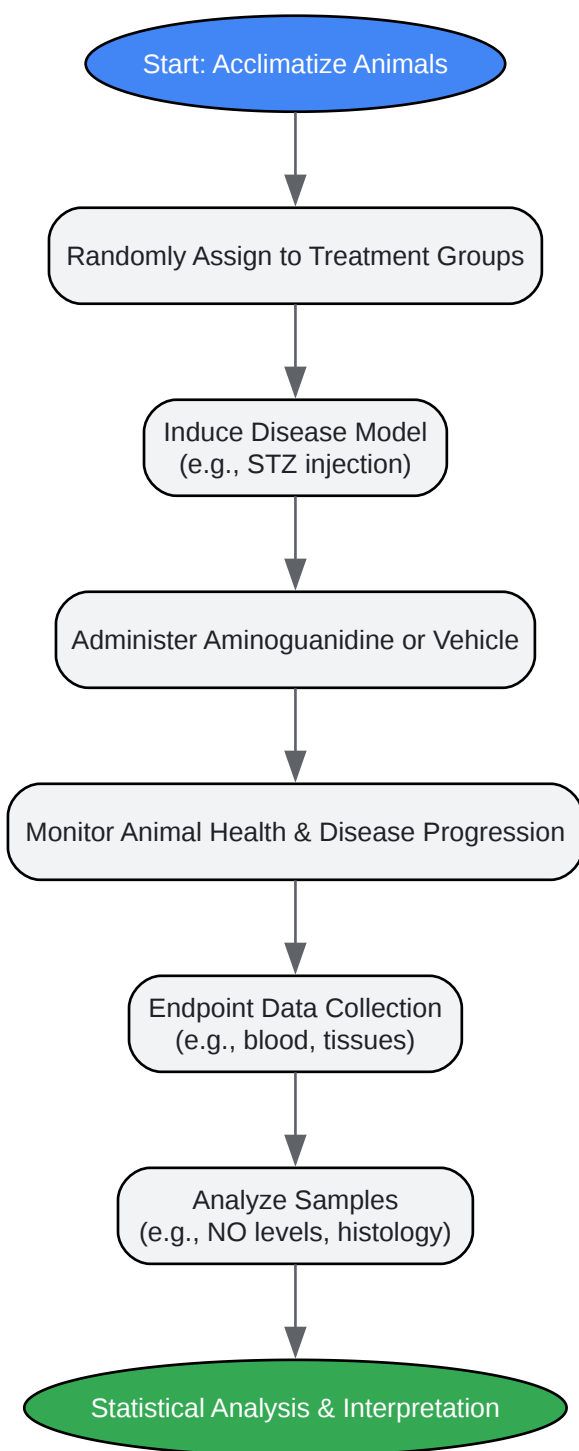 Start: Acclimatize Animals
Randomly Assign to Treatment Groups
Induce Disease Model
(e.g., STZ injection)
Administer Aminoguanidine or Vehicle
Monitor Animal Health & Disease Progression
Endpoint Data Collection
(e.g., blood, tissues)
Analyze Samples
(e.g., NO levels, histology)
Statistical Analysis & Interpretation